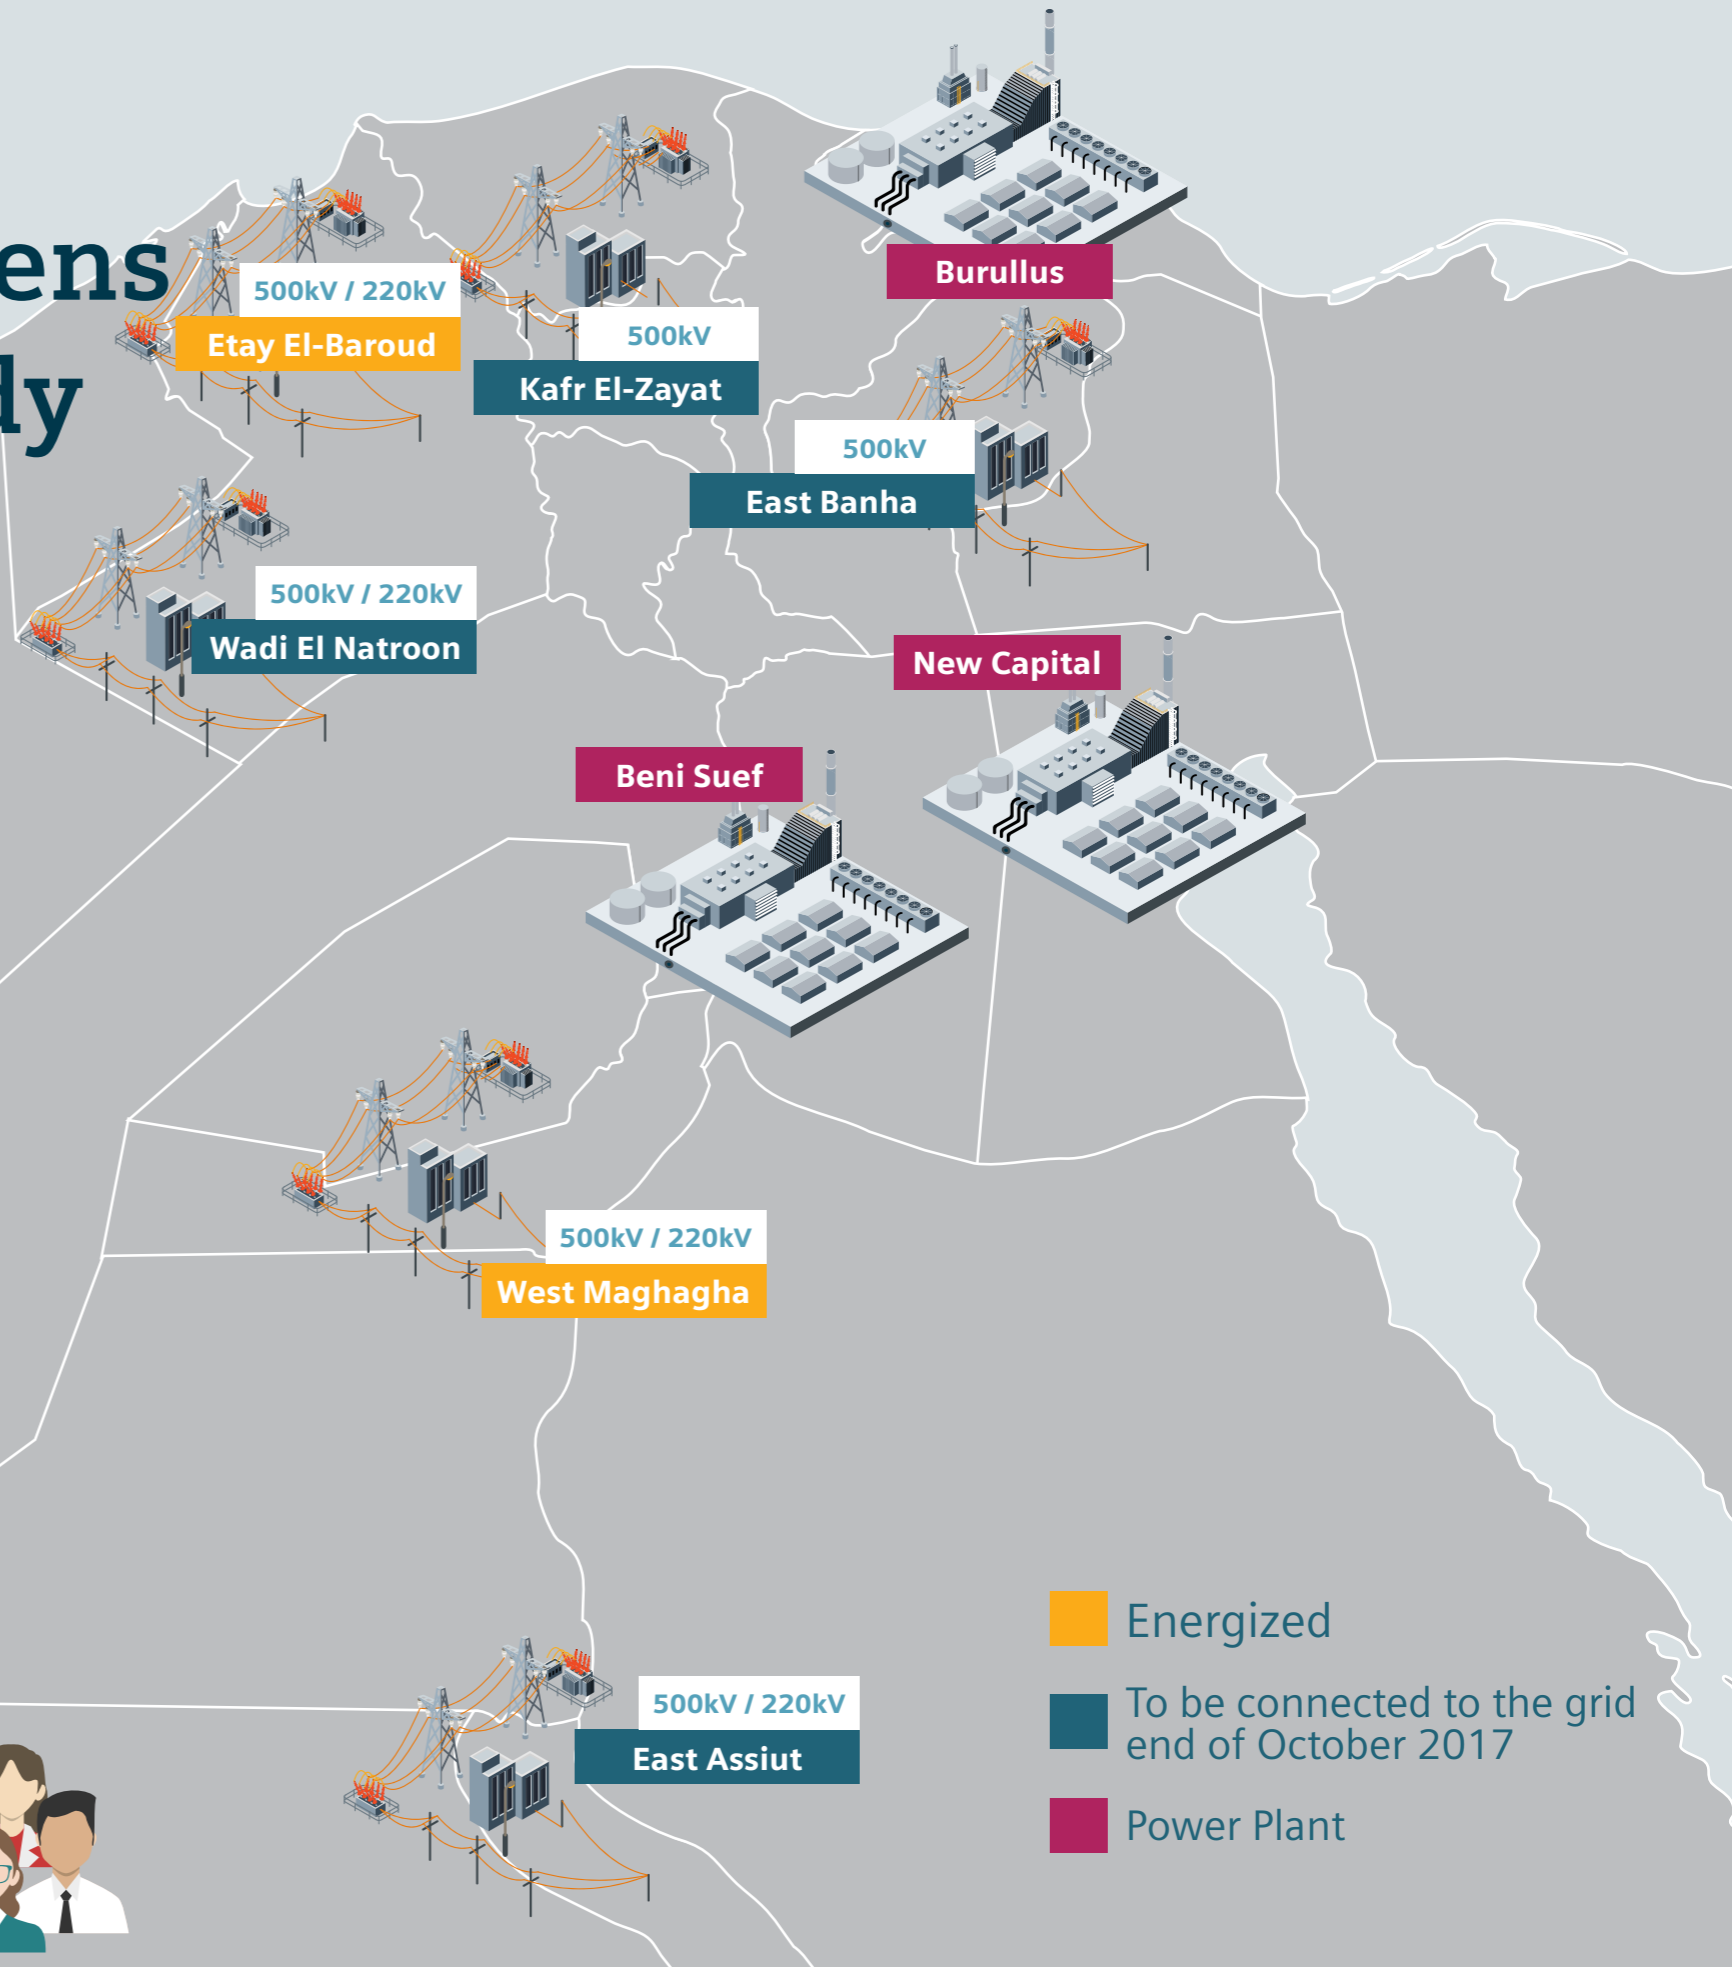 ens
dy
Burullus
500kV / 220kV
Etay El-Baroud
500kV
Kafr El-Zayat
500kV
East Banha
500kV / 220kV
Wadi El Natroon
New Capital
Beni Suef
500kV / 220kV
West Maghagha
500kV / 220kV
East Assiut
Energized
To be connected to the grid
end of October 2017
Power Plant